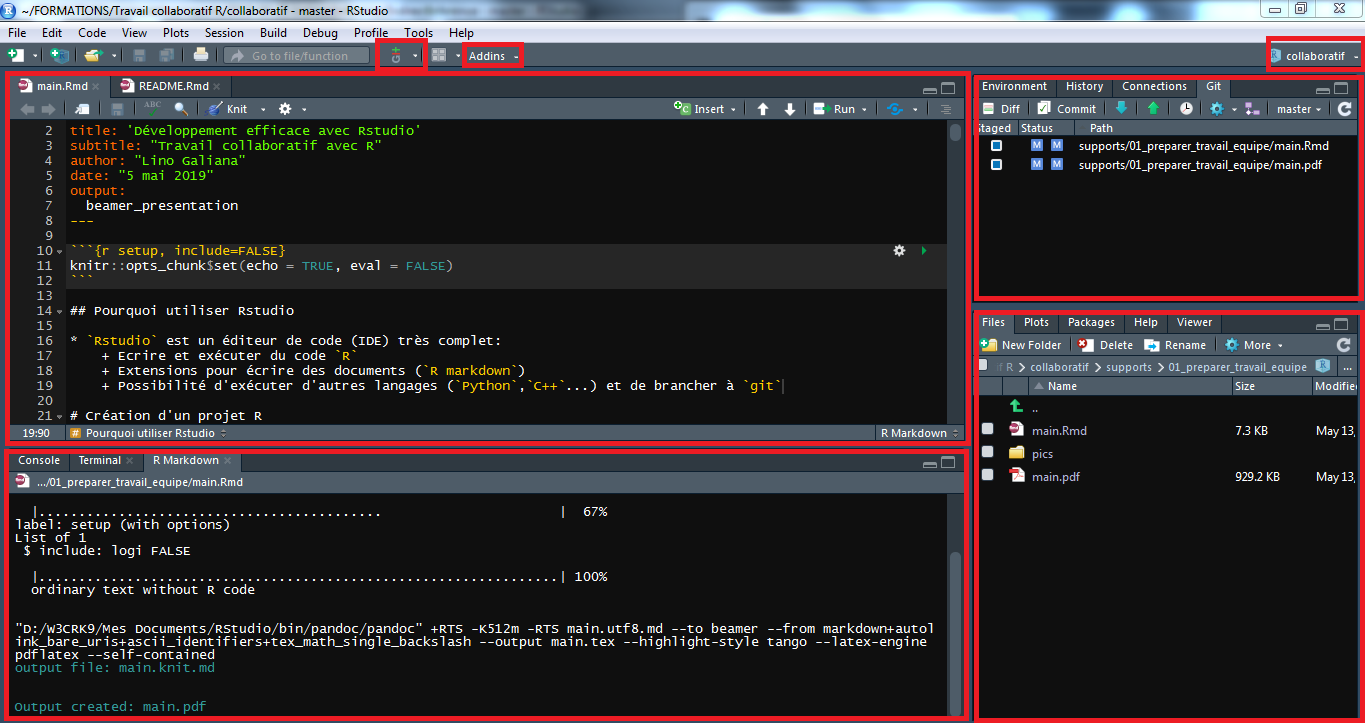 ~/FORMATIONS/Travail collaboratif R/collaboratif - master - RStudio
File Edit Code View Plots Session Build Debug Profile Tools Help
Go to file/function Addins collaboratif
main.Rmd README.Rmd
ABC Knit Insert Run
2 title: 'Développement efficace avec Rstudio'
3 subtitle: "Travail collaboratif avec R"
4 author: "Lino Galiana"
5 date: "5 mai 2019"
6 output:
7 beamer_presentation
8 ---
9
10 ```{r setup, include=FALSE}
11 knitr::opts_chunk$set(echo = TRUE, eval = FALSE)
12 ```
13
14 ## Pourquoi utiliser Rstudio
15
16 * `Rstudio` est un éditeur de code (IDE) très complet:
17 + Ecrire et exécuter du code `R`
18 + Extensions pour écrire des documents (`R markdown`)
19 + Possibilité d'exécuter d'autres langages (`Python`,`C++`...) et de brancher à `git`
20
21 # Création d'un projet R
19:90 # Pourquoi utiliser Rstudio R Markdown
Console Terminal R Markdown
.../01_preparer_travail_equipe/main.Rmd
|........................................... | 67%
label: setup (with options)
List of 1
$ include: logi FALSE
|.................................................................| 100%
ordinary text without R code
"D:/W3CRK9/Mes Documents/RStudio/bin/pandoc/pandoc" +RTS -K512m -RTS main.utf8.md --to beamer --from markdown+autol
ink_bare_uris+ascii_identifiers+tex_math_single_backslash --output main.tex --highlight-style tango --latex-engine
pdflatex --self-contained
output file: main.knit.md
Output created: main.pdf
Environment History Connections Git
Diff Commit master
taged Status Path
M M supports/01_preparer_travail_equipe/main.Rmd
M M supports/01_preparer_travail_equipe/main.pdf
Files Plots Packages Help Viewer
New Folder Delete Rename More
if R > collaboratif > supports > 01_preparer_travail_equipe R ...
Name Size Modified
..
main.Rmd 7.3 KB May 13,
pics
main.pdf 929.2 KB May 13,